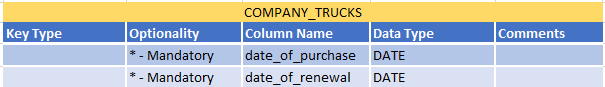 COMPANY_TRUCKS
Key Type Optionality Column Name Data Type Comments
* - Mandatory date_of_purchase DATE
* - Mandatory date_of_renewal DATE